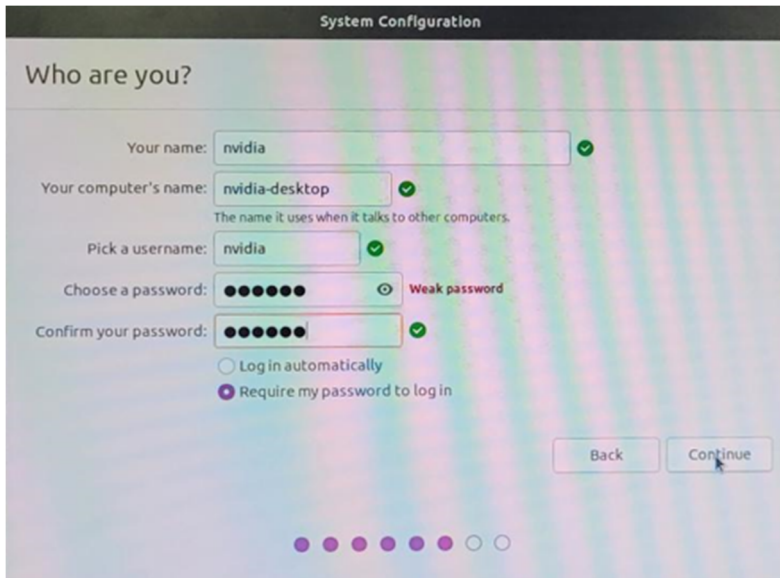 System Configuration
Who are you?
Your name: nvidia
Your computer's name: nvidia-desktop
The name it uses when it talks to other computers.
Pick a username: nvidia
Choose a password: ●●●●●● Weak password
Confirm your password: ●●●●●●
Log in automatically
Require my password to log in
Back Continue